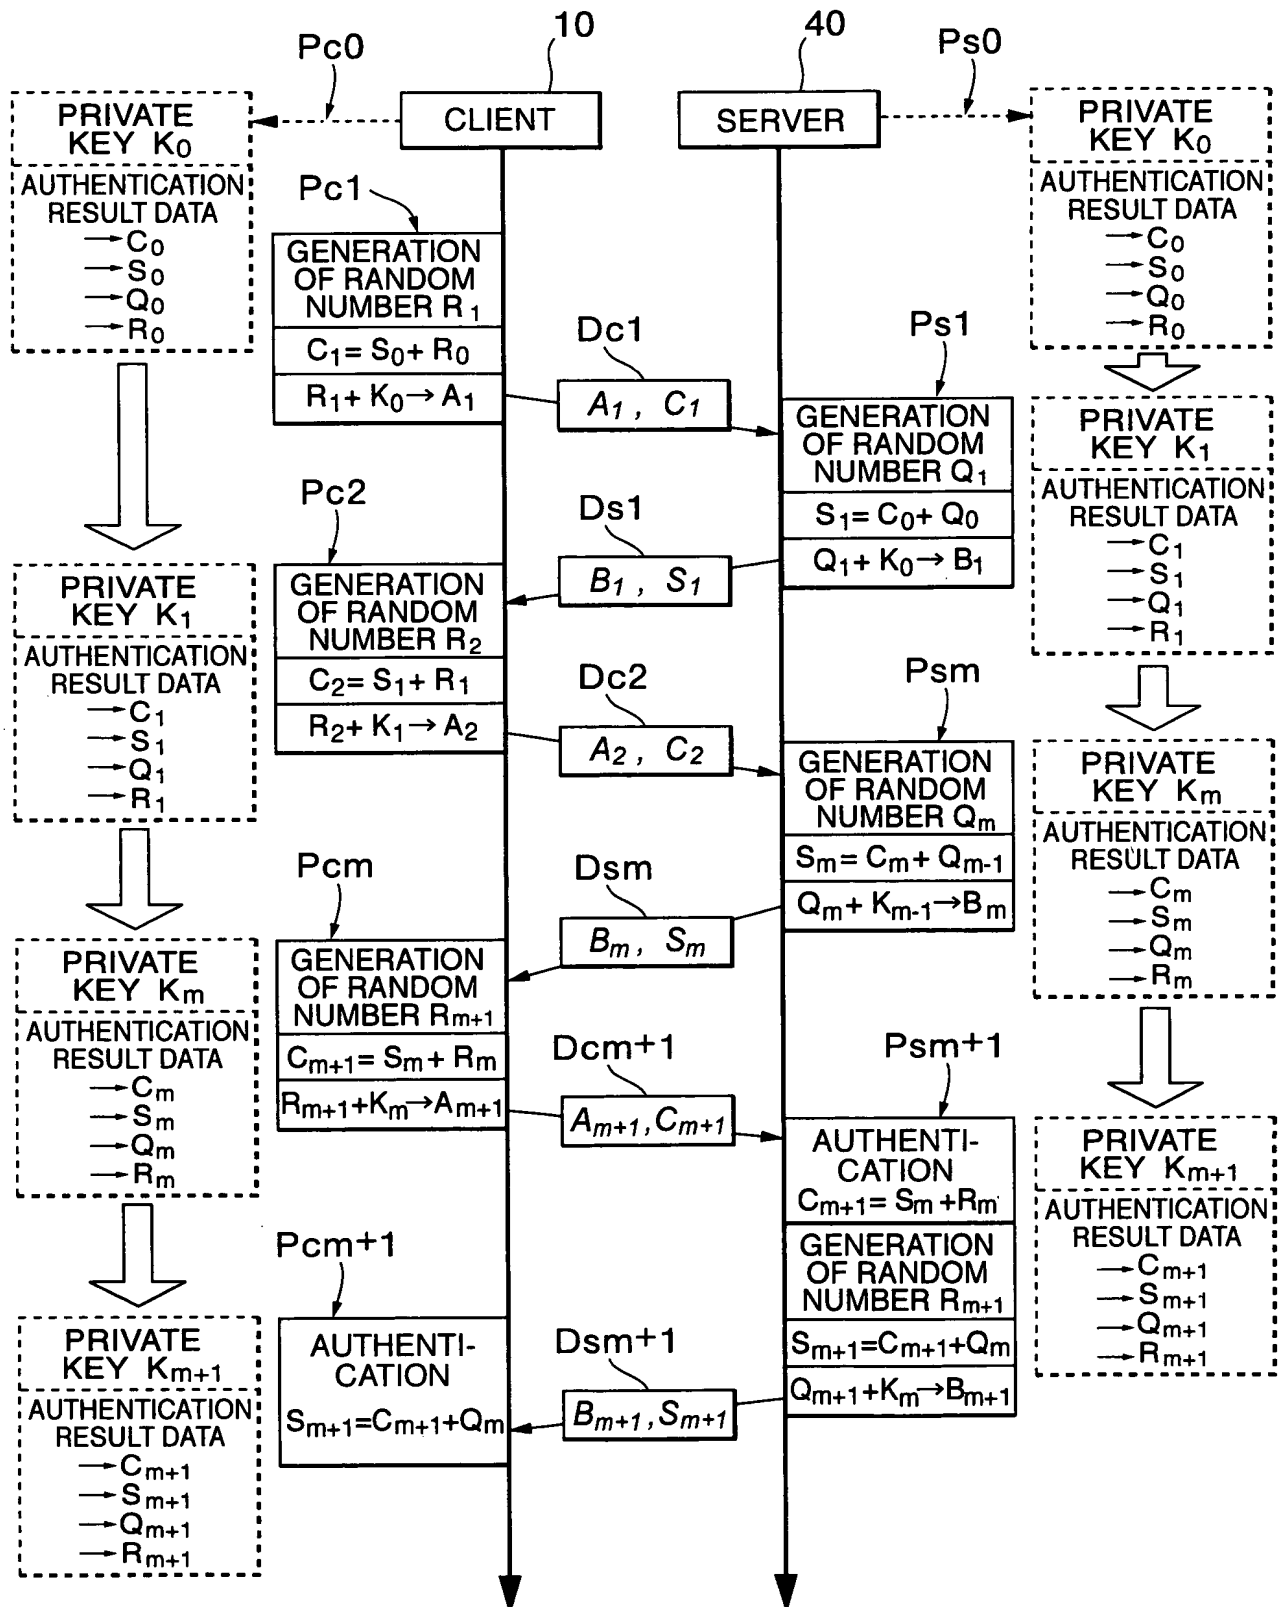 10
40
Pc0
Ps0
CLIENT
SERVER
PRIVATE
KEY K₀
AUTHENTICATION
RESULT DATA
→ C₀
→ S₀
→ Q₀
→ R₀
PRIVATE
KEY K₀
AUTHENTICATION
RESULT DATA
→ C₀
→ S₀
→ Q₀
→ R₀
Pc1
GENERATION
OF RANDOM
NUMBER R₁
C₁ = S₀ + R₀
R₁ + K₀ → A₁
Dc1
A₁ , C₁
Ps1
GENERATION
OF RANDOM
NUMBER Q₁
S₁ = C₀ + Q₀
Q₁ + K₀ → B₁
PRIVATE
KEY K₁
AUTHENTICATION
RESULT DATA
→ C₁
→ S₁
→ Q₁
→ R₁
Ds1
B₁ , S₁
Pc2
GENERATION
OF RANDOM
NUMBER R₂
C₂ = S₁ + R₁
R₂ + K₁ → A₂
PRIVATE
KEY K₁
AUTHENTICATION
RESULT DATA
→ C₁
→ S₁
→ Q₁
→ R₁
Dc2
A₂ , C₂
Psm
GENERATION
OF RANDOM
NUMBER Qₘ
Sₘ = Cₘ + Qₘ₋₁
Qₘ + Kₘ₋₁ → Bₘ
PRIVATE
KEY Kₘ
AUTHENTICATION
RESULT DATA
→ Cₘ
→ Sₘ
→ Qₘ
→ Rₘ
Dsm
Bₘ, Sₘ
Pcm
GENERATION
OF RANDOM
NUMBER Rₘ₊₁
Cₘ₊₁ = Sₘ + Rₘ
Rₘ₊₁ + Kₘ → Aₘ₊₁
PRIVATE
KEY Kₘ
AUTHENTICATION
RESULT DATA
→ Cₘ
→ Sₘ
→ Qₘ
→ Rₘ
Dcm+1
Aₘ₊₁, Cₘ₊₁
Psm+1
AUTHENTI-
CATION
Cₘ₊₁ = Sₘ + Rₘ
GENERATION
OF RANDOM
NUMBER Rₘ₊₁
Sₘ₊₁ = Cₘ₊₁ + Qₘ
Qₘ₊₁ + Kₘ → Bₘ₊₁
PRIVATE
KEY Kₘ₊₁
AUTHENTICATION
RESULT DATA
→ Cₘ₊₁
→ Sₘ₊₁
→ Qₘ₊₁
→ Rₘ₊₁
Dsm+1
Bₘ₊₁, Sₘ₊₁
Pcm+1
AUTHENTI-
CATION
Sₘ₊₁ = Cₘ₊₁ + Qₘ
PRIVATE
KEY Kₘ₊₁
AUTHENTICATION
RESULT DATA
→ Cₘ₊₁
→ Sₘ₊₁
→ Qₘ₊₁
→ Rₘ₊₁